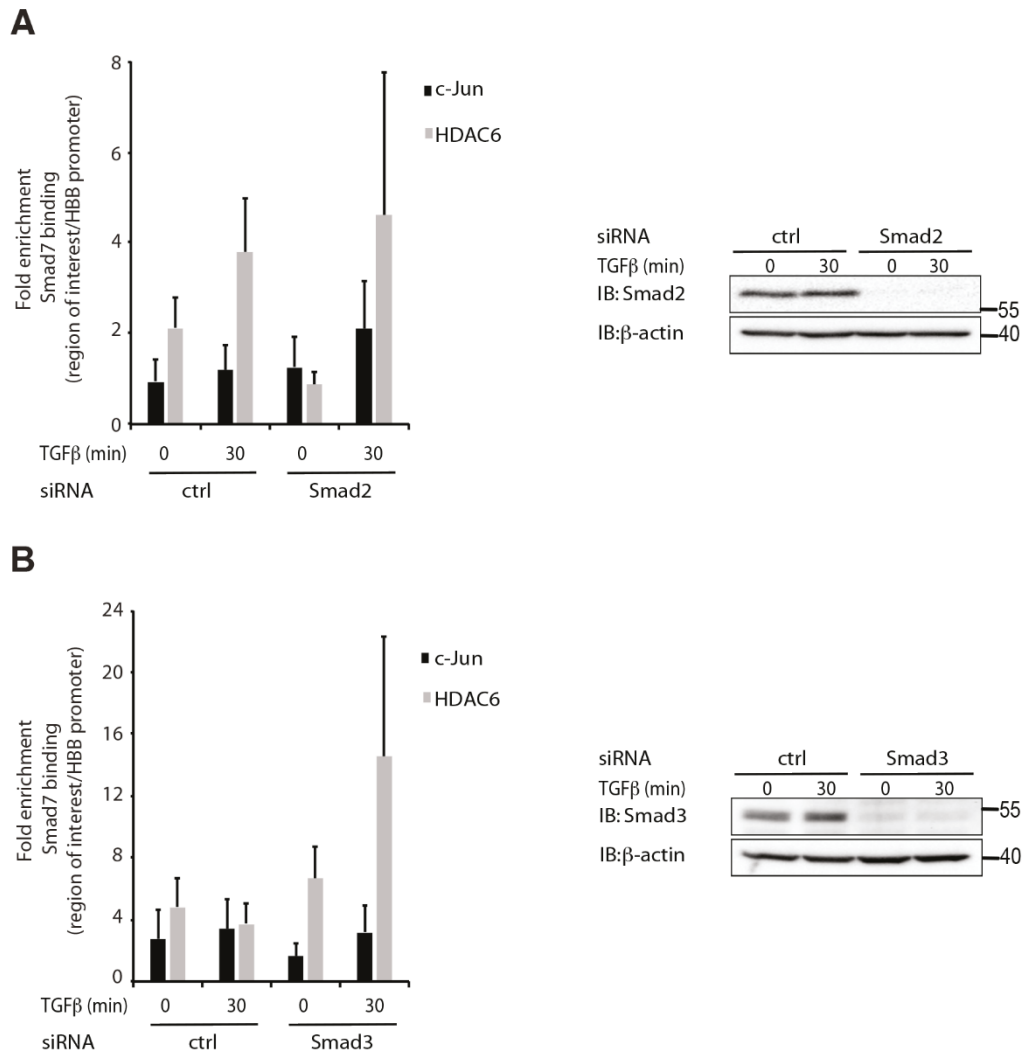 A
8
6
4
2
0
Fold enrichment
Smad7 binding
(region of interest/HBB promoter)
c-Jun
HDAC6
TGFβ (min) 0 30 0 30
siRNA ctrl Smad2
siRNA ctrl Smad2
TGFβ (min) 0 30 0 30
IB: Smad2
55
IB:β-actin
40
B
24
20
16
12
8
4
0
Fold enrichment
Smad7 binding
(region of interest/HBB promoter)
c-Jun
HDAC6
TGFβ (min) 0 30 0 30
siRNA ctrl Smad3
siRNA ctrl Smad3
TGFβ (min) 0 30 0 30
IB: Smad3
55
IB:β-actin
40